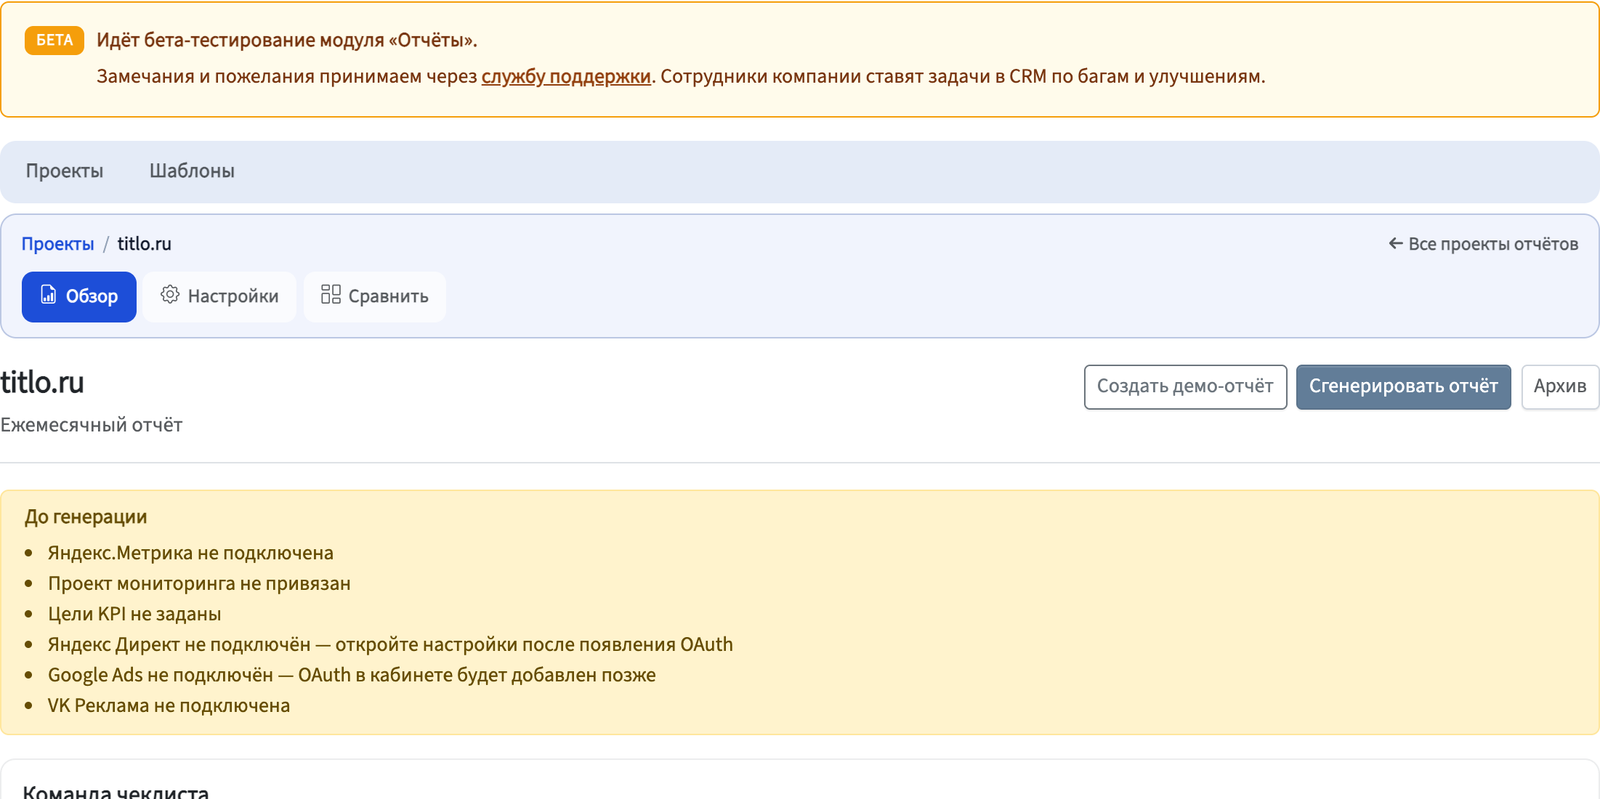 БЕТА Идёт бета-тестирование модуля «Отчёты».
Замечания и пожелания принимаем через службу поддержки. Сотрудники компании ставят задачи в CRM по багам и улучшениям.
Проекты Шаблоны
Проекты / titlo.ru ← Все проекты отчётов
Обзор Настройки Сравнить
titlo.ru
Создать демо-отчёт Сгенерировать отчёт Архив
Ежемесячный отчёт
До генерации
• Яндекс.Метрика не подключена
• Проект мониторинга не привязан
• Цели KPI не заданы
• Яндекс Директ не подключён — откройте настройки после появления OAuth
• Google Ads не подключён — OAuth в кабинете будет добавлен позже
• VK Реклама не подключена
Команда чеклиста